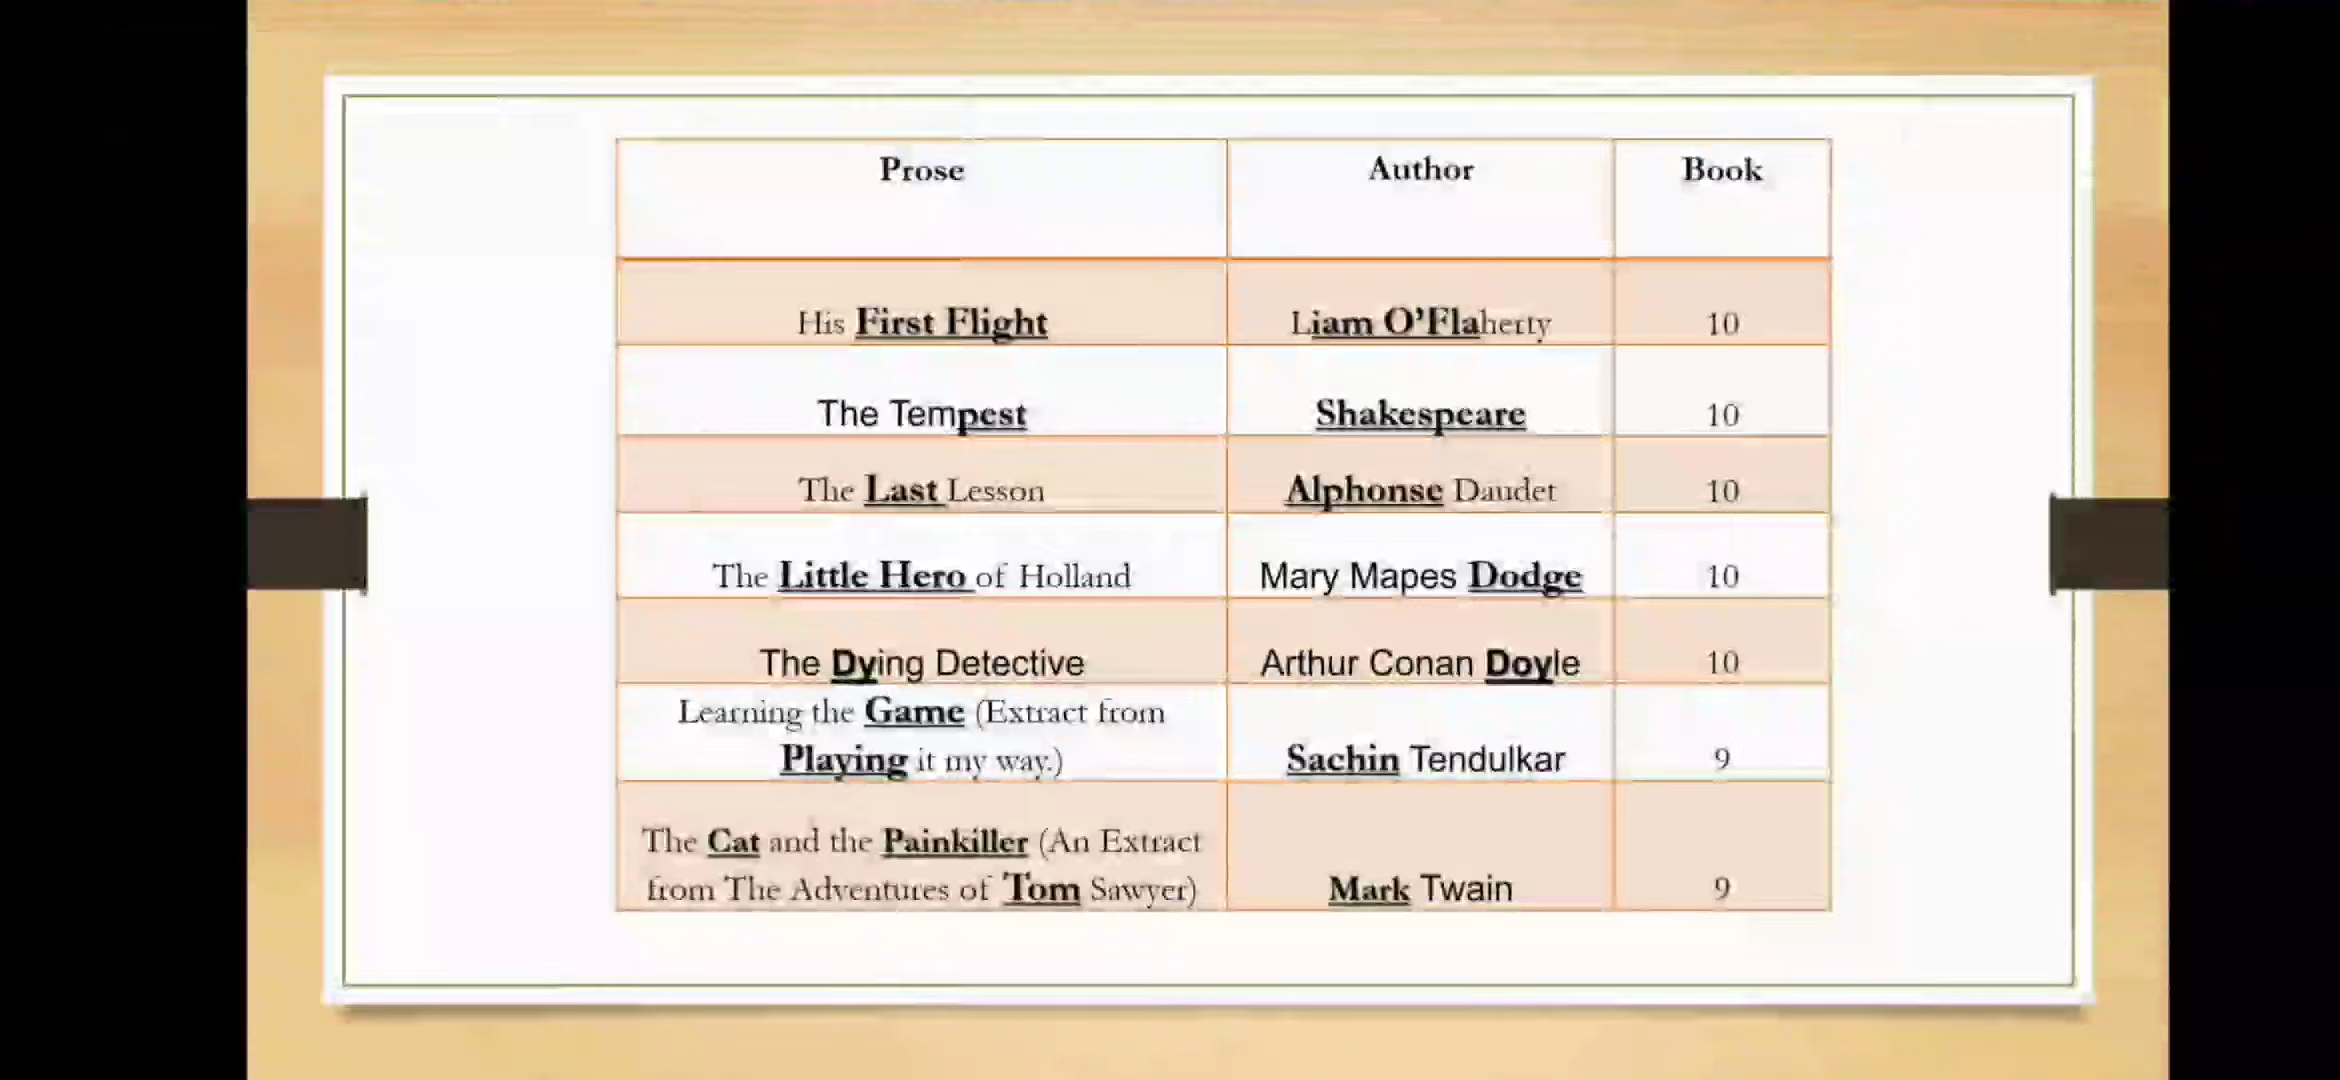 Prose Author Book
His First Flight Liam O'Flaherty 10
The Tempest Shakespeare 10
The Last Lesson Alphonse Daudet 10
The Little Hero of Holland Mary Mapes Dodge 10
The Dying Detective Arthur Conan Doyle 10
Learning the Game (Extract from
Playing it my way.) Sachin Tendulkar 9
The Cat and the Painkiller (An Extract
from The Adventures of Tom Sawyer) Mark Twain 9